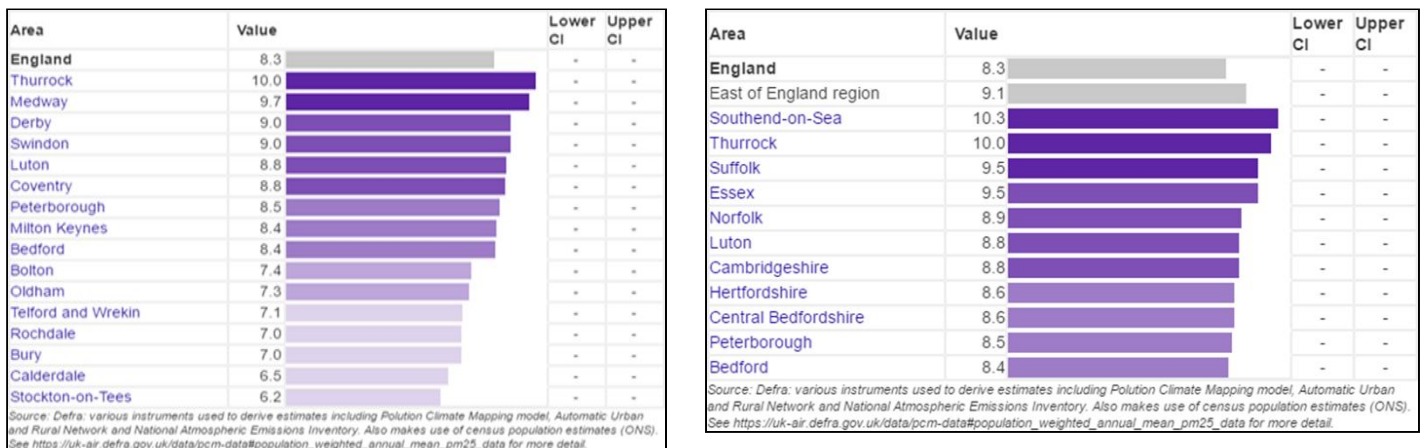 Area Value Lower CI Upper CI
England 8.3 - -
Thurrock 10.0 - -
Medway 9.7 - -
Derby 9.0 - -
Swindon 9.0 - -
Luton 8.8 - -
Coventry 8.8 - -
Peterborough 8.5 - -
Milton Keynes 8.4 - -
Bedford 8.4 - -
Bolton 7.4 - -
Oldham 7.3 - -
Telford and Wrekin 7.1 - -
Rochdale 7.0 - -
Bury 7.0 - -
Calderdale 6.5 - -
Stockton-on-Tees 6.2 - -
Source: Defra: various instruments used to derive estimates including Polution Climate Mapping model, Automatic Urban
and Rural Network and National Atmospheric Emissions Inventory. Also makes use of census population estimates (ONS).
See https://uk-air.defra.gov.uk/data/pcm-data#population_weighted_annual_mean_pm25_data for more detail.
Area Value Lower CI Upper CI
England 8.3 - -
East of England region 9.1 - -
Southend-on-Sea 10.3 - -
Thurrock 10.0 - -
Suffolk 9.5 - -
Essex 9.5 - -
Norfolk 8.9 - -
Luton 8.8 - -
Cambridgeshire 8.8 - -
Hertfordshire 8.6 - -
Central Bedfordshire 8.6 - -
Peterborough 8.5 - -
Bedford 8.4 - -
Source: Defra: various instruments used to derive estimates including Polution Climate Mapping model, Automatic Urban
and Rural Network and National Atmospheric Emissions Inventory. Also makes use of census population estimates (ONS).
See https://uk-air.defra.gov.uk/data/pcm-data#population_weighted_annual_mean_pm25_data for more detail.